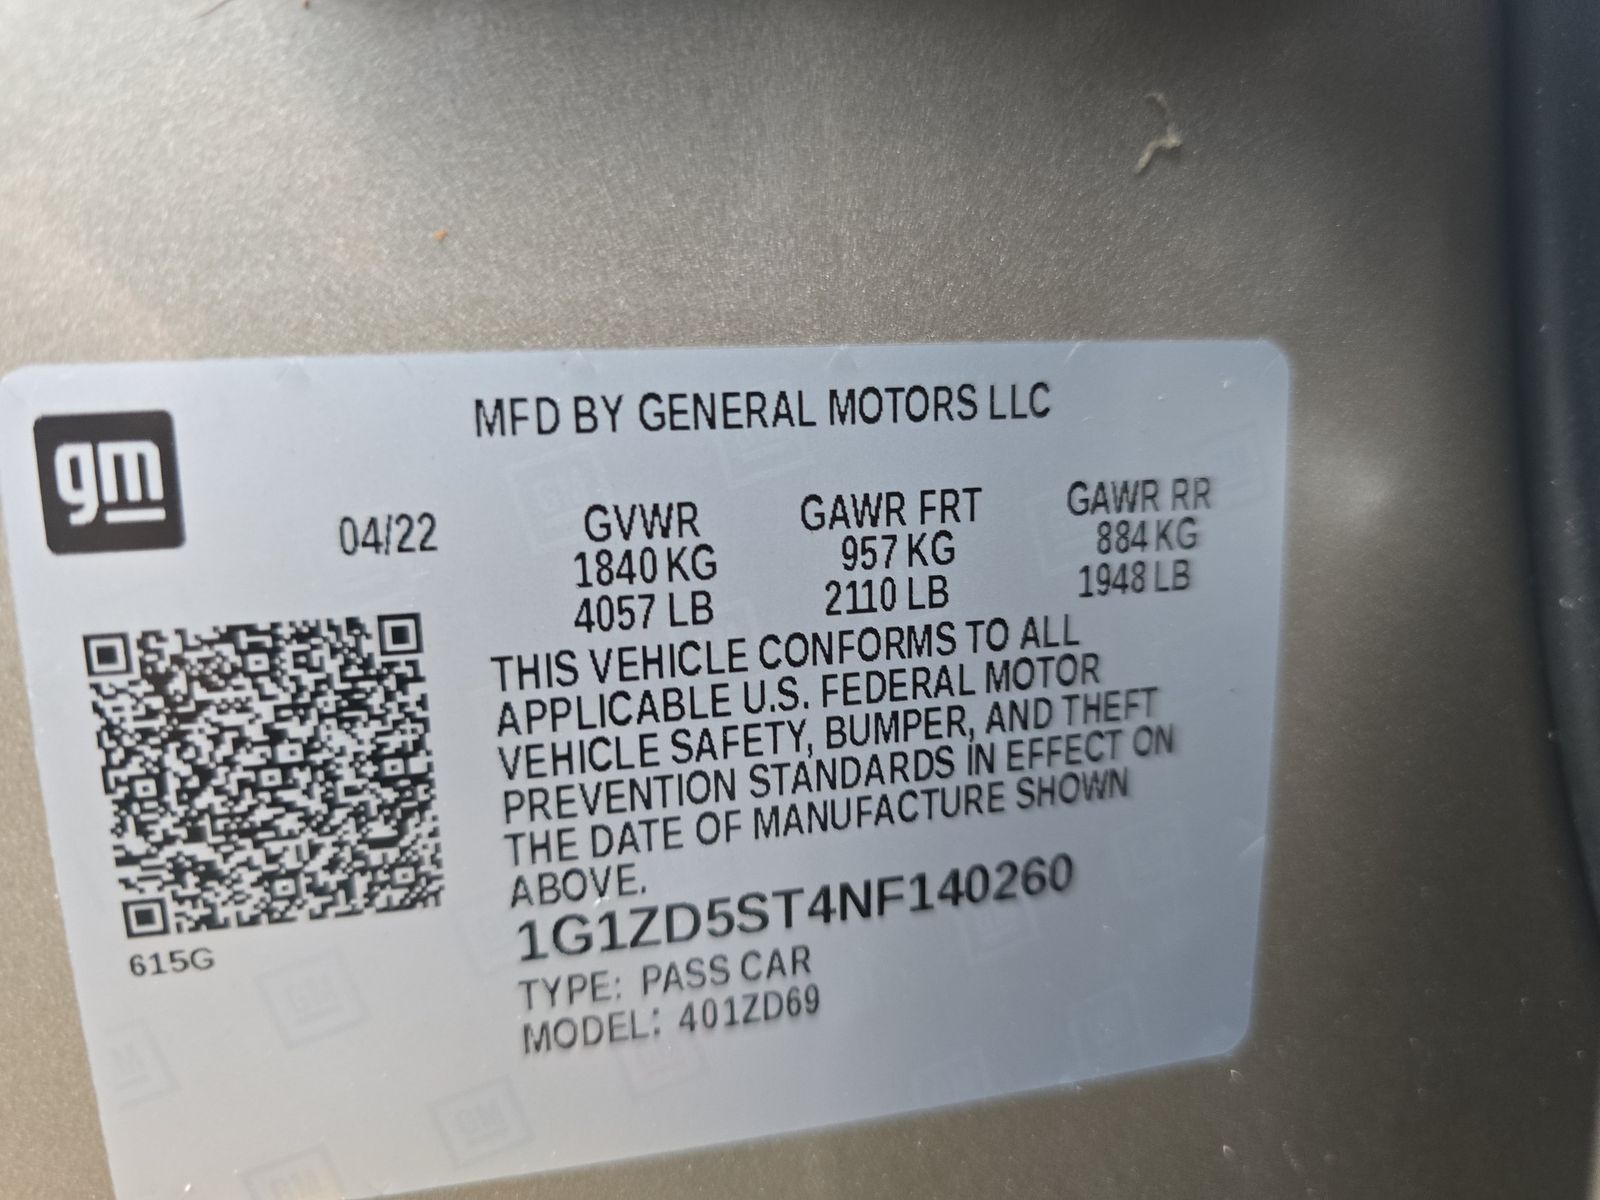 MFD BY GENERAL MOTORS LLC
gm
04/22
GVWR
1840 KG
4057 LB
GAWR FRT
957 KG
2110 LB
GAWR RR
884 KG
1948 LB
THIS VEHICLE CONFORMS TO ALL
APPLICABLE U.S. FEDERAL MOTOR
VEHICLE SAFETY, BUMPER, AND THEFT
PREVENTION STANDARDS IN EFFECT ON
THE DATE OF MANUFACTURE SHOWN
ABOVE.
1G1ZD5ST4NF140260
TYPE: PASS CAR
MODEL: 401ZD69
615G